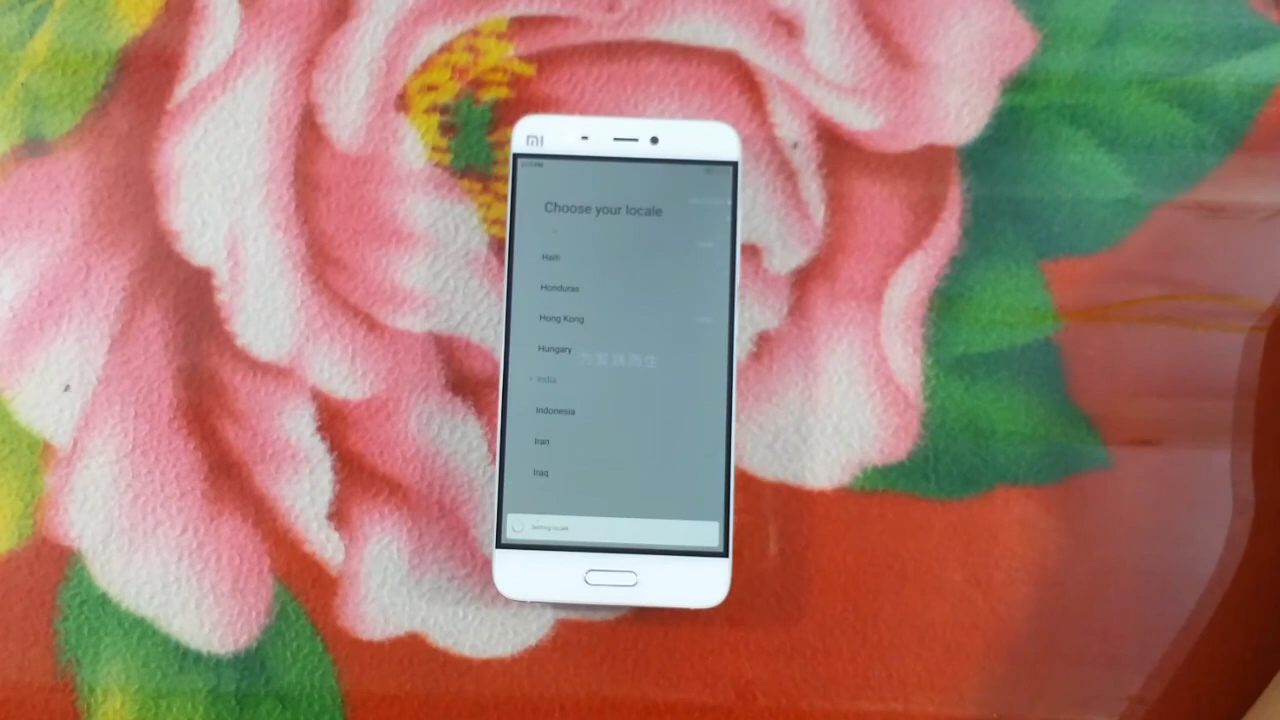 MI
Choose your locale
Haiti
Honduras
Hong Kong
Hungary
India
Indonesia
Iran
Iraq
Setting locale